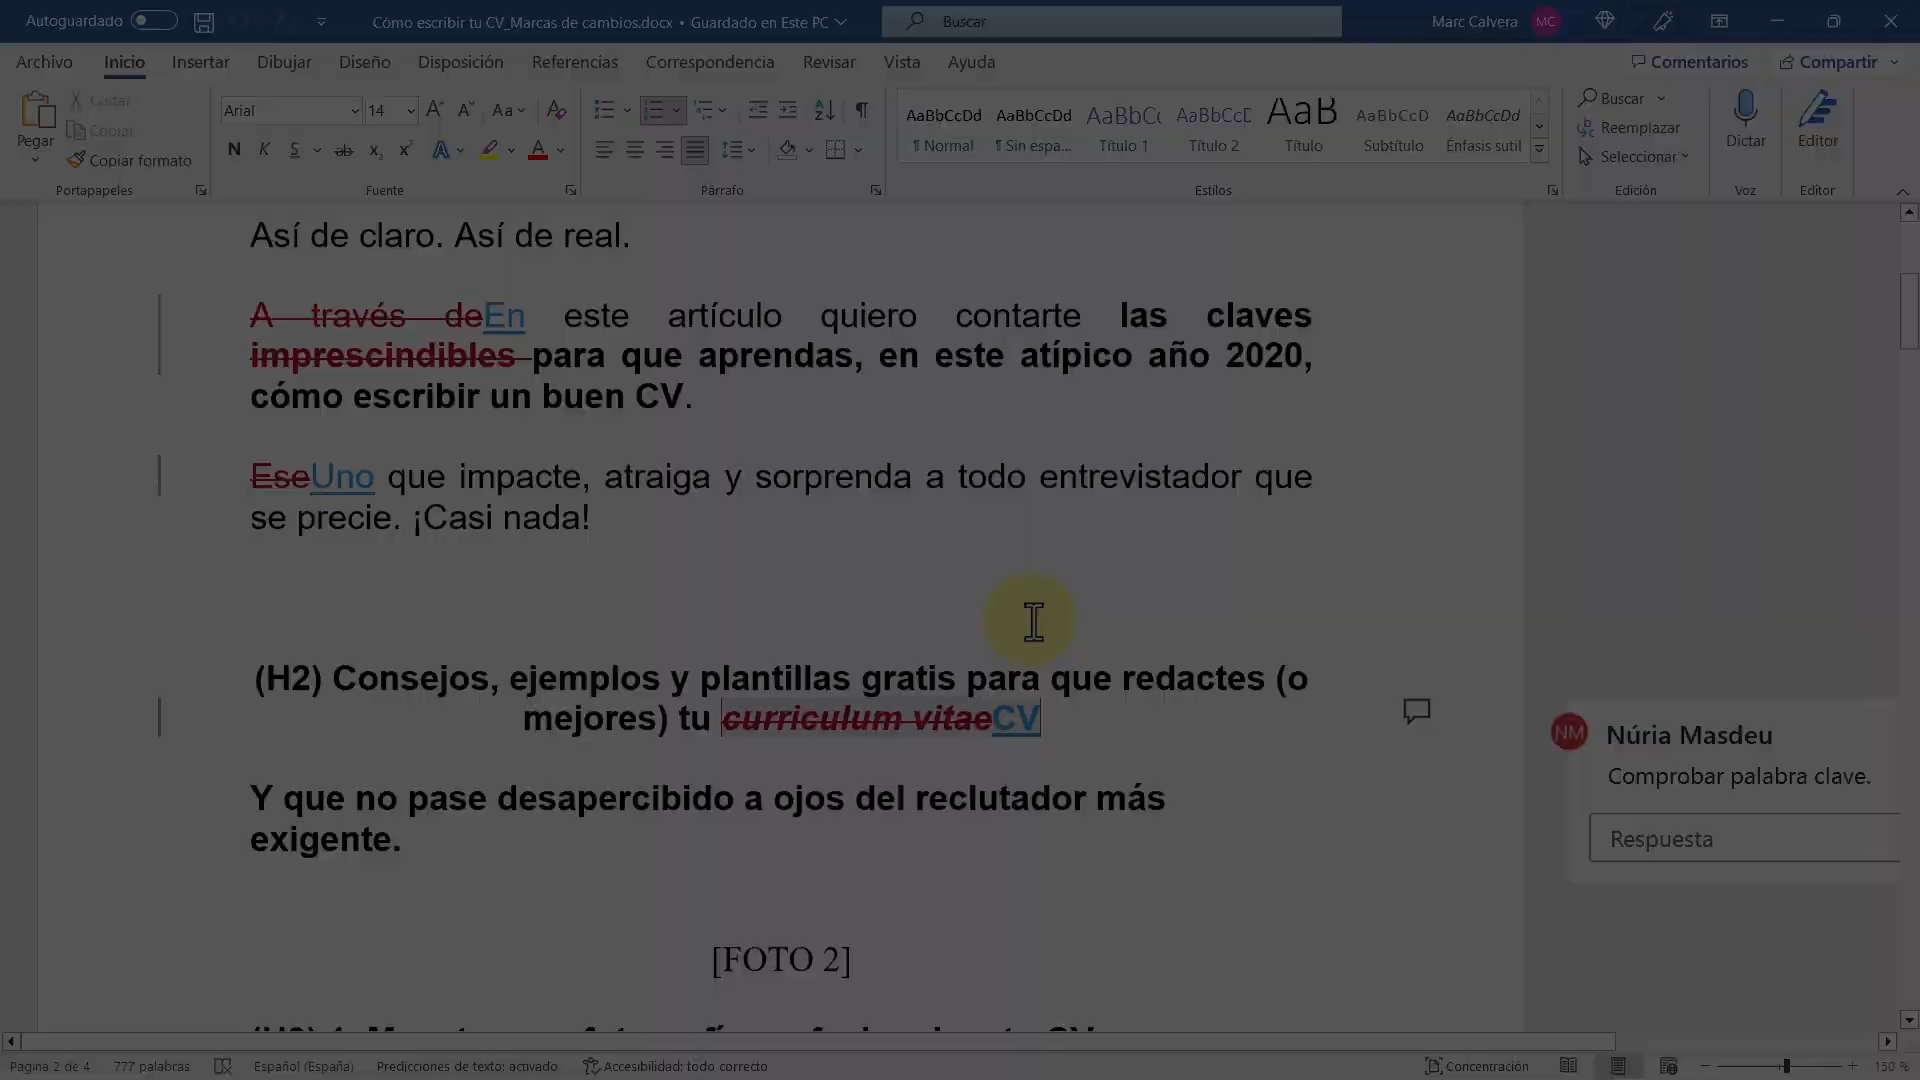 Autoguardado
Cómo escribir tu CV_Marcas de cambios.docx • Guardado en Este PC
Buscar
Marc Calvera MC
Archivo Inicio Insertar Dibujar Diseño Disposición Referencias Correspondencia Revisar Vista Ayuda Comentarios Compartir
Pegar
Cortar
Copiar
Copiar formato
Portapapeles
Arial 14
Aa
N K S ab x₂ x² A A
Fuente
Párrafo
AaBbCcDd AaBbCcDd AaBbCc AaBbCcD AaB AaBbCcD AaBbCcDd
¶ Normal ¶ Sin espa... Título 1 Título 2 Título Subtítulo Énfasis sutil
Estilos
Buscar
Reemplazar
Seleccionar
Edición
Dictar
Voz
Editor
Editor
Así de claro. Así de real.
A través deEn este artículo quiero contarte las claves
imprescindibles para que aprendas, en este atípico año 2020,
cómo escribir un buen CV.
EseUno que impacte, atraiga y sorprenda a todo entrevistador que
se precie. ¡Casi nada!
(H2) Consejos, ejemplos y plantillas gratis para que redactes (o
mejores) tu curriculum vitaeCV
Y que no pase desapercibido a ojos del reclutador más
exigente.
[FOTO 2]
NM Núria Masdeu
Comprobar palabra clave.
Respuesta
Página 2 de 4 777 palabras Español (España) Predicciones de texto: activado Accesibilidad: todo correcto Concentración 150 %